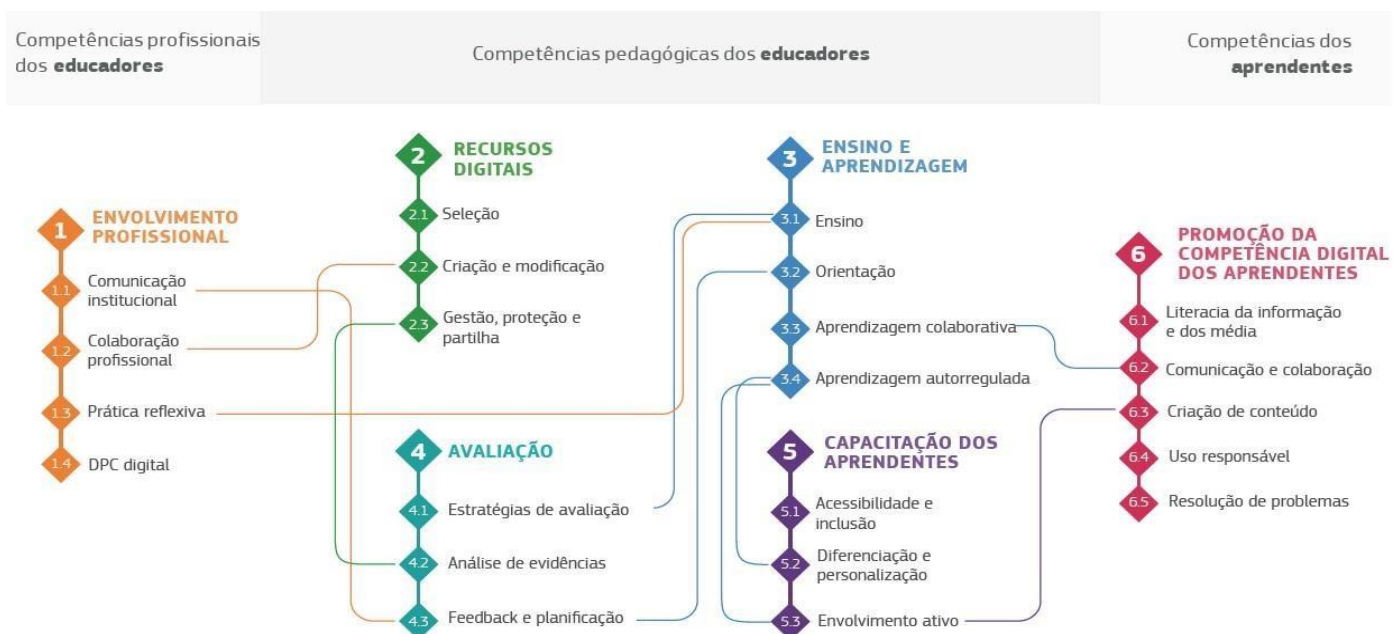 Competências profissionais
dos educadores
Competências pedagógicas dos educadores
Competências dos
aprendentes
1
ENVOLVIMENTO
PROFISSIONAL
1.1
Comunicação
institucional
1.2
Colaboração
profissional
1.3
Prática reflexiva
1.4
DPC digital
2
RECURSOS
DIGITAIS
2.1
Seleção
2.2
Criação e modificação
2.3
Gestão, proteção e
partilha
3
ENSINO E
APRENDIZAGEM
3.1
Ensino
3.2
Orientação
3.3
Aprendizagem colaborativa
3.4
Aprendizagem autorregulada
4
AVALIAÇÃO
4.1
Estratégias de avaliação
4.2
Análise de evidências
4.3
Feedback e planificação
5
CAPACITAÇÃO DOS
APRENDENTES
5.1
Acessibilidade e
inclusão
5.2
Diferenciação e
personalização
5.3
Envolvimento ativo
6
PROMOÇÃO DA
COMPETÊNCIA DIGITAL
DOS APRENDENTES
6.1
Literacia da informação
e dos média
6.2
Comunicação e colaboração
6.3
Criação de conteúdo
6.4
Uso responsável
6.5
Resolução de problemas